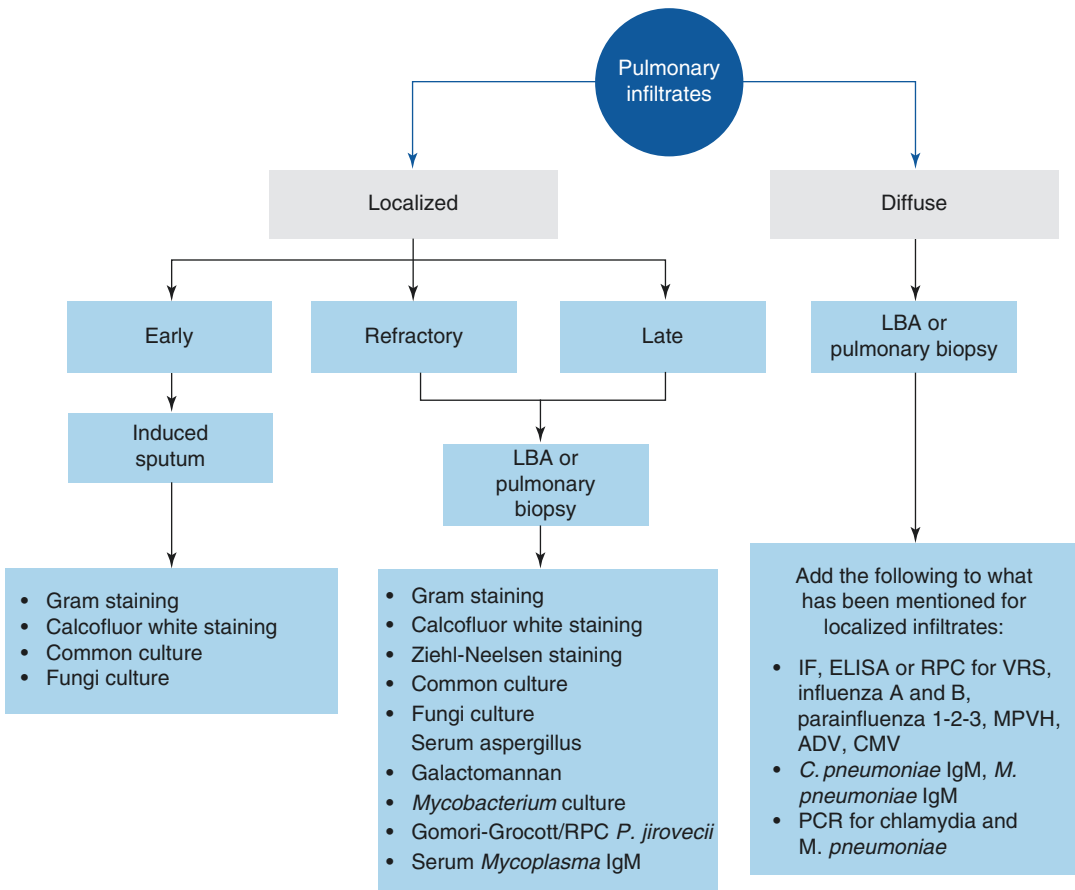 Pulmonary
infiltrates
Localized
Diffuse
Early
Refractory
Late
LBA or
pulmonary biopsy
Induced
sputum
LBA or
pulmonary
biopsy
• Gram staining
• Calcofluor white staining
• Common culture
• Fungi culture
• Gram staining
• Calcofluor white staining
• Ziehl-Neelsen staining
• Common culture
• Fungi culture
Serum aspergillus
• Galactomannan
• Mycobacterium culture
• Gomori-Grocott/RPC P. jirovecii
• Serum Mycoplasma IgM
Add the following to what
has been mentioned for
localized infiltrates:
• IF, ELISA or RPC for VRS,
influenza A and B,
parainfluenza 1-2-3, MPVH,
ADV, CMV
• C. pneumoniae IgM, M.
pneumoniae IgM
• PCR for chlamydia and
M. pneumoniae